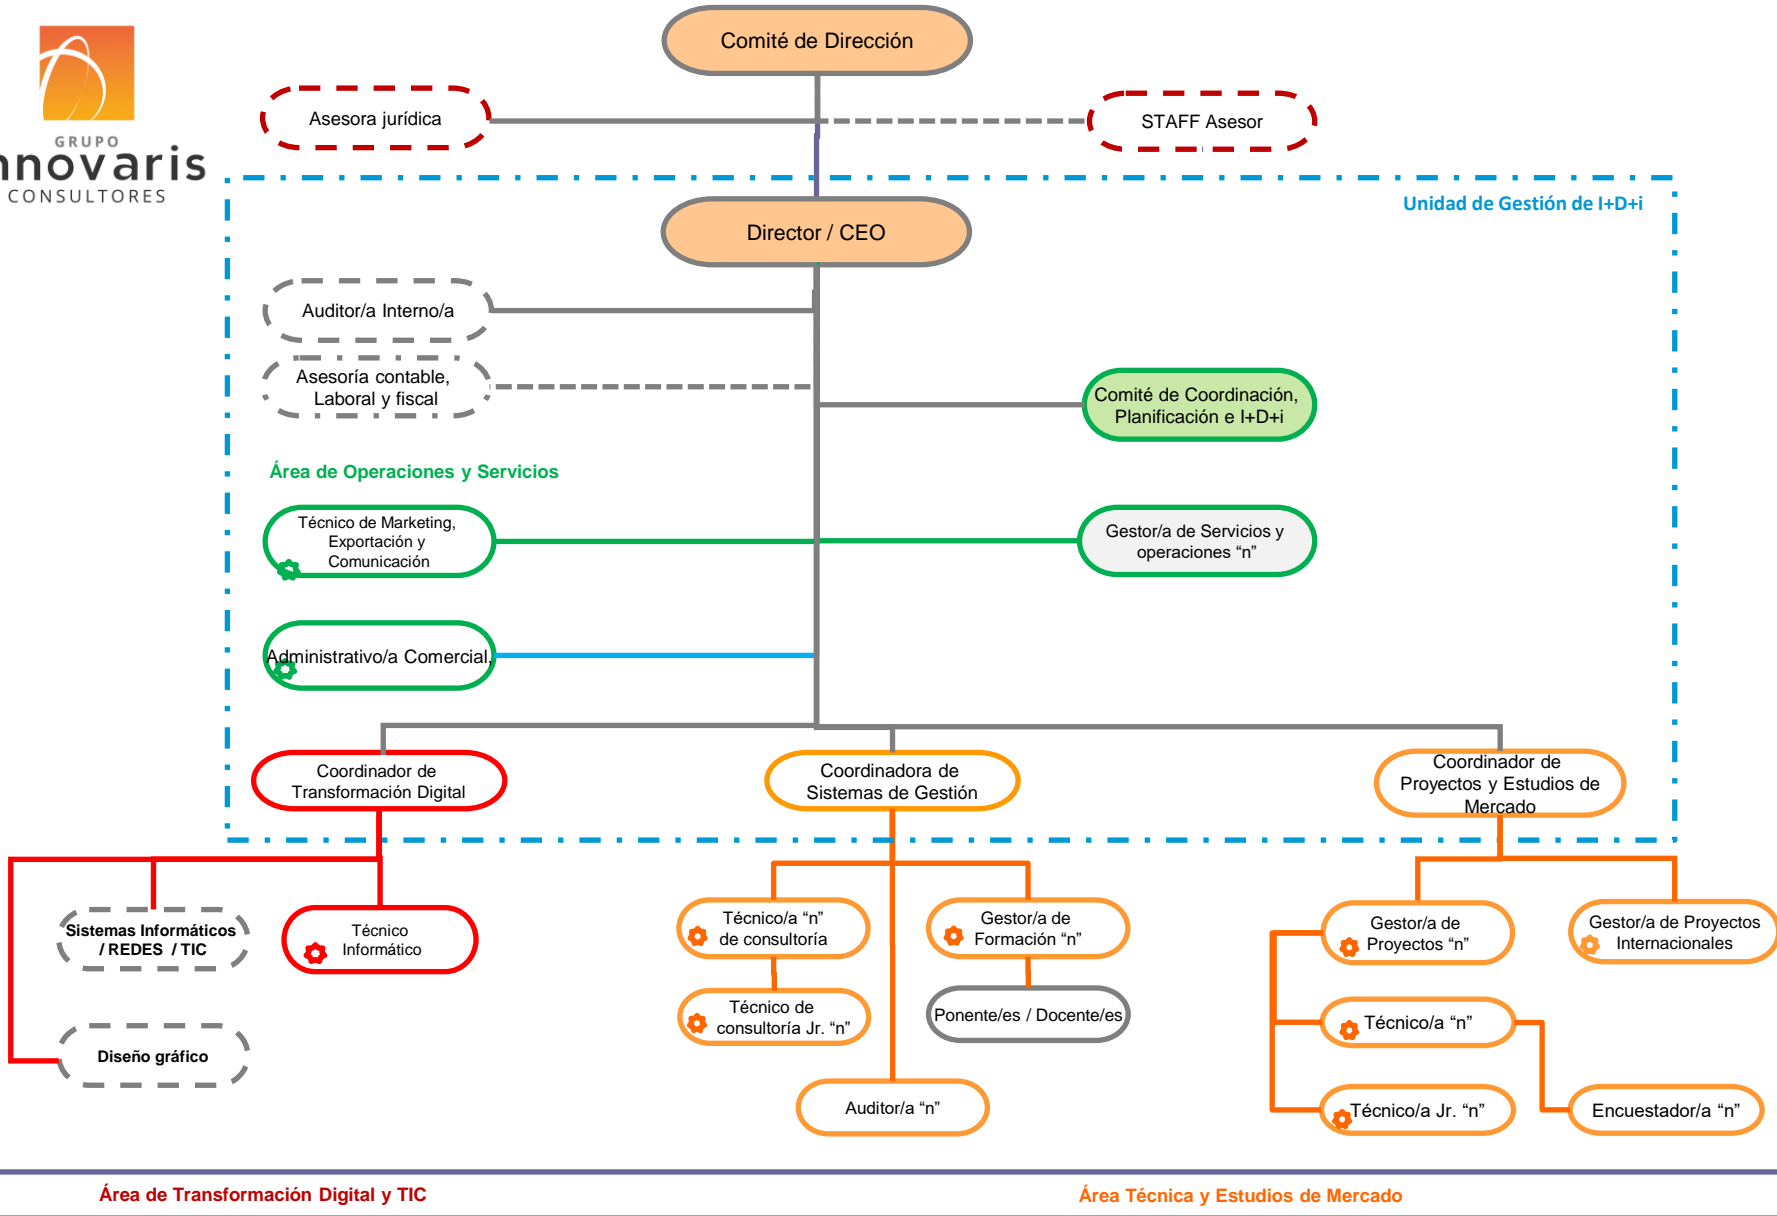 Comité de Dirección
Asesora jurídica
STAFF Asesor
GRUPO
nnovaris
CONSULTORES
Unidad de Gestión de I+D+i
Director / CEO
Auditor/a Interno/a
Asesoría contable,
Laboral y fiscal
Comité de Coordinación,
Planificación e I+D+i
Área de Operaciones y Servicios
Técnico de Marketing,
Exportación y
Comunicación
Gestor/a de Servicios y
operaciones “n”
Administrativo/a Comercial,
Coordinador de
Transformación Digital
Coordinadora de
Sistemas de Gestión
Coordinador de
Proyectos y Estudios de
Mercado
Sistemas Informáticos
/ REDES / TIC
Técnico
Informático
Técnico/a “n”
de consultoría
Gestor/a de
Formación “n”
Gestor/a de
Proyectos “n”
Gestor/a de Proyectos
Internacionales
Técnico de
consultoría Jr. “n”
Ponente/es / Docente/es
Técnico/a “n”
Diseño gráfico
Auditor/a “n”
Técnico/a Jr. “n”
Encuestador/a “n”
Área de Transformación Digital y TIC
Área Técnica y Estudios de Mercado